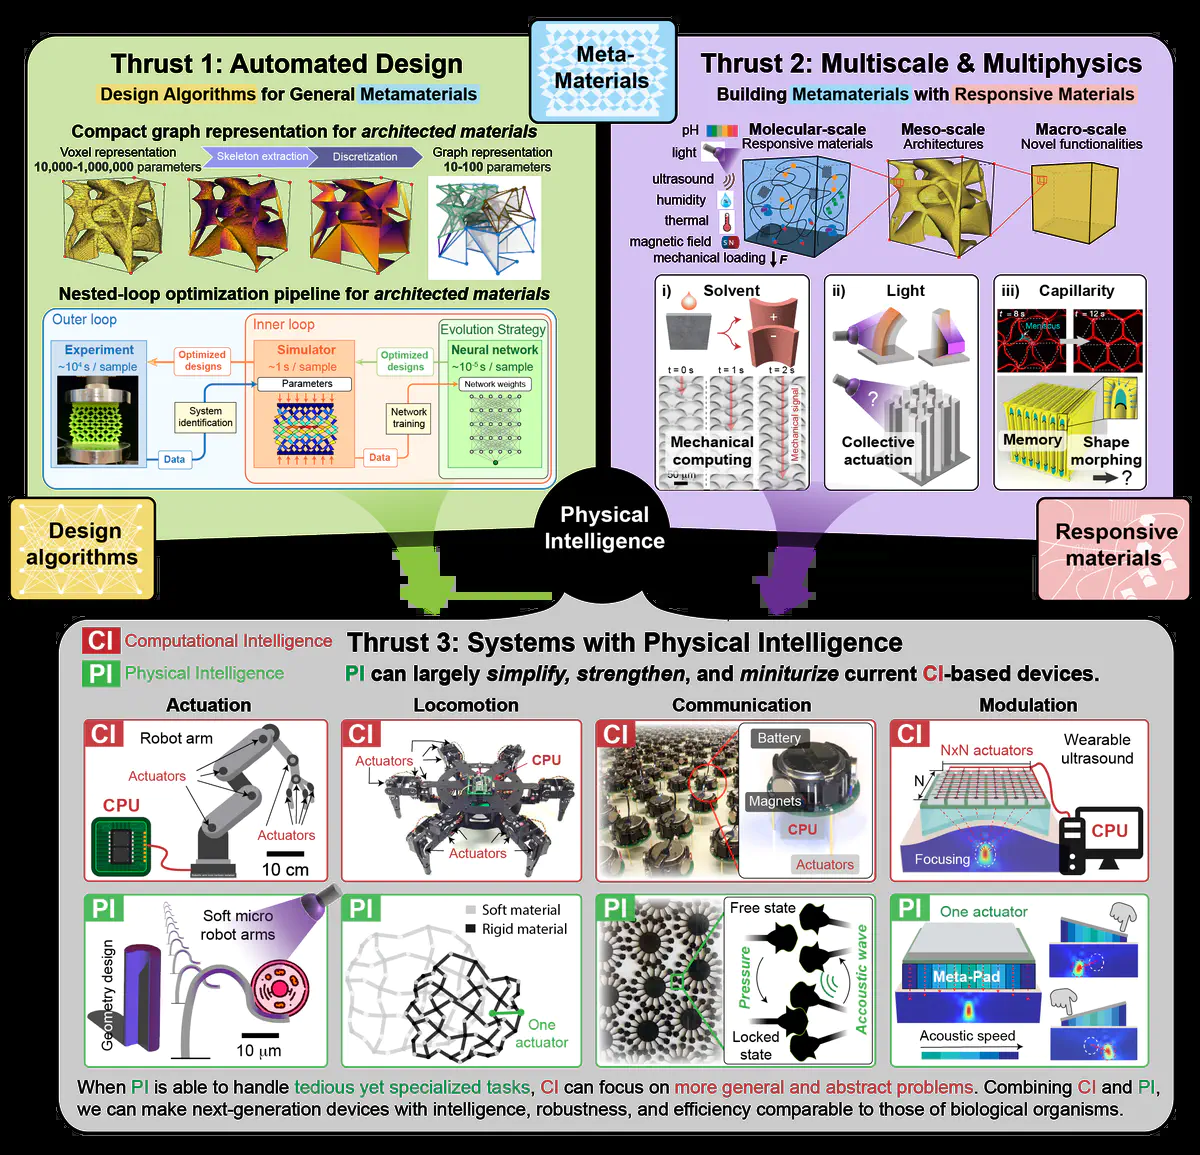 Meta-
Materials
Thrust 1: Automated Design
Design Algorithms for General Metamaterials
Compact graph representation for architected materials
Voxel representation
10,000-1,000,000 parameters
Skeleton extraction
Discretization
Graph representation
10-100 parameters
Nested-loop optimization pipeline for architected materials
Outer loop
Experiment
~10⁴ s / sample
Optimized
designs
System
identification
Data
Inner loop
Simulator
~1 s / sample
Parameters
Optimized
designs
Network
training
Data
Evolution Strategy
Neural network
~10⁻⁵ s / sample
Network weights
Thrust 2: Multiscale & Multiphysics
Building Metamaterials with Responsive Materials
pH
light
ultrasound
humidity
thermal
magnetic field
S N
mechanical loading
F
Molecular-scale
Responsive materials
Meso-scale
Architectures
Macro-scale
Novel functionalities
i) Solvent
+
-
t = 0 s
t = 1 s
t = 2 s
Mechanical signal
Mechanical
computing
50 µm
ii) Light
?
Collective
actuation
iii) Capillarity
t = 8 s
t = 12 s
Meniscus
Memory
Shape
morphing
?
Design
algorithms
Physical
Intelligence
Responsive
materials
CI Computational Intelligence
PI Physical Intelligence
Thrust 3: Systems with Physical Intelligence
PI can largely simplify, strengthen, and miniturize current CI-based devices.
Actuation
Locomotion
Communication
Modulation
CI
Robot arm
Actuators
CPU
Actuators
10 cm
CI
Actuators
CPU
Actuators
CI
Battery
Magnets
CPU
Actuators
CI
NxN actuators
Wearable
ultrasound
N
CPU
Focusing
PI
Soft micro
robot arms
Geometry design
10 µm
PI
Soft material
Rigid material
One
actuator
PI
Free state
Pressure
Accoustic wave
Locked
state
PI
One actuator
Meta-Pad
Acoustic speed
When PI is able to handle tedious yet specialized tasks, CI can focus on more general and abstract problems. Combining CI and PI,
we can make next-generation devices with intelligence, robustness, and efficiency comparable to those of biological organisms.